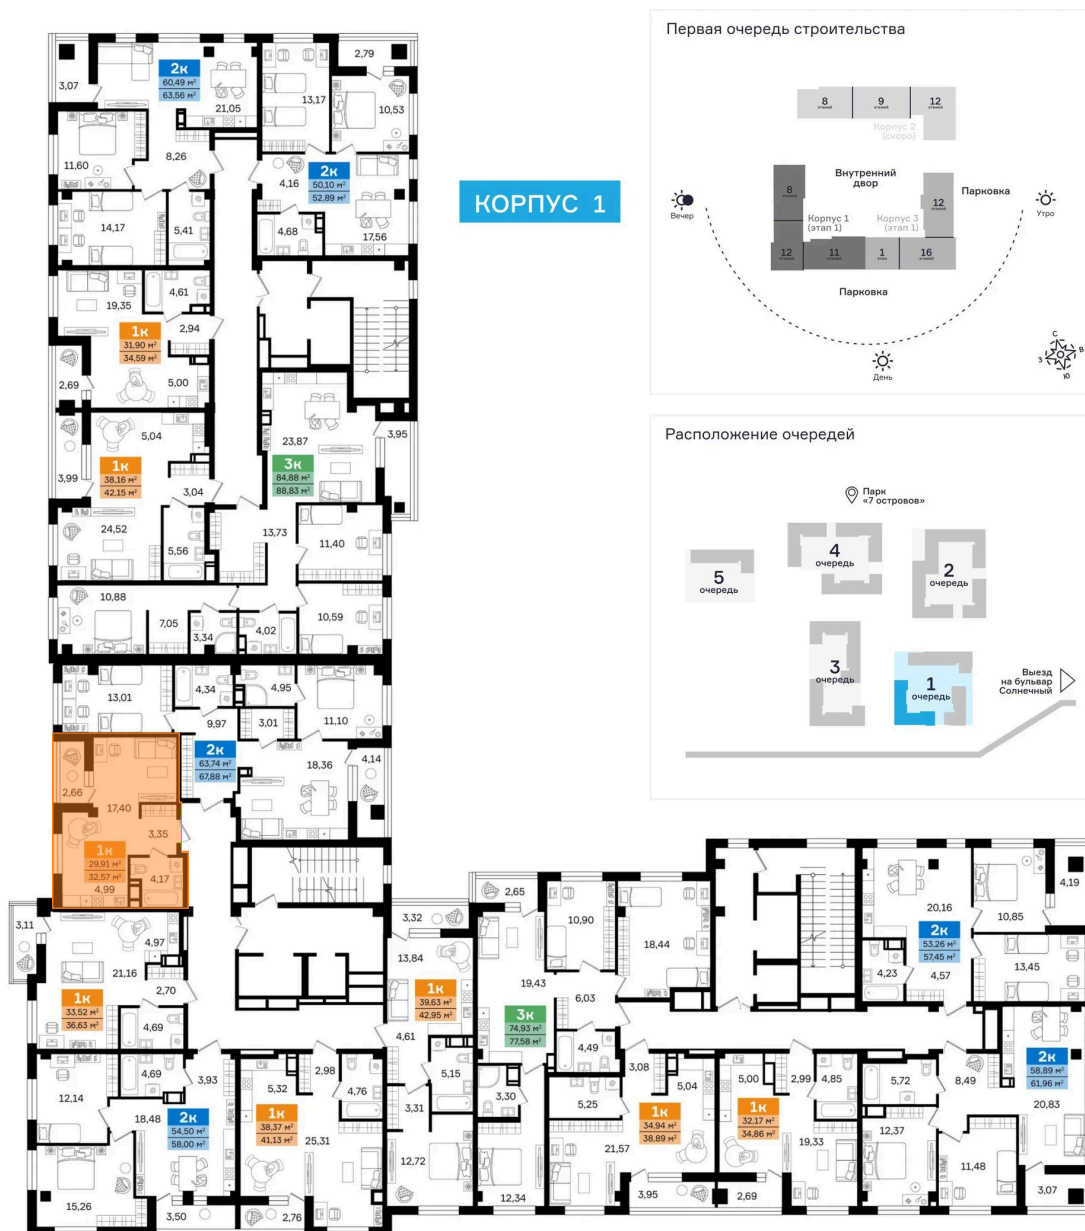 Первая очередь строительства
8
этажей
9
этажей
12
этажей
Корпус 2
(скоро)
Внутренний
двор
8
этажей
Корпус 1
(этап 1)
Корпус 3
(этап 1)
12
этажей
Парковка
12
этажей
11
этажей
1
этаж
16
этажей
Парковка
Вечер
Утро
День
С
В
З
Ю
КОРПУС 1
Расположение очередей
Парк
«7 островов»
5
очередь
4
очередь
2
очередь
3
очередь
1
очередь
Выезд
на бульвар
Солнечный
3,07
2к
60,49 м²
63,56 м²
21,05
13,17
2,79
10,53
11,60
8,26
4,16
2к
50,10 м²
52,89 м²
14,17
5,41
4,68
17,56
19,35
4,61
2,94
1к
31,90 м²
34,59 м²
2,69
5,00
5,04
23,87
3,95
3к
84,88 м²
88,83 м²
1к
38,16 м²
42,15 м²
3,99
3,04
24,52
5,56
13,73
11,40
10,88
7,05
3,34
4,02
10,59
13,01
4,34
4,95
9,97
3,01
11,10
2к
63,74 м²
67,88 м²
18,36
4,14
2,66
17,40
3,35
1к
29,91 м²
32,57 м²
4,99
4,17
3,11
4,97
21,16
2,70
1к
33,52 м²
36,63 м²
4,69
3,32
13,84
1к
39,63 м²
42,95 м²
4,61
2,65
10,90
18,44
19,43
6,03
3к
74,93 м²
77,58 м²
4,49
20,16
10,85
4,19
2к
53,26 м²
57,45 м²
4,23
4,57
13,45
12,14
4,69
3,93
18,48
2к
54,50 м²
58,00 м²
15,26
3,50
5,32
2,98
4,76
1к
38,37 м²
41,13 м²
25,31
2,76
5,15
3,31
12,72
3,30
12,34
5,25
3,08
5,04
1к
34,94 м²
38,89 м²
21,57
3,95
5,00
2,99
4,85
1к
32,17 м²
34,86 м²
19,33
2,69
5,72
8,49
2к
58,89 м²
61,96 м²
20,83
12,37
11,48
3,07